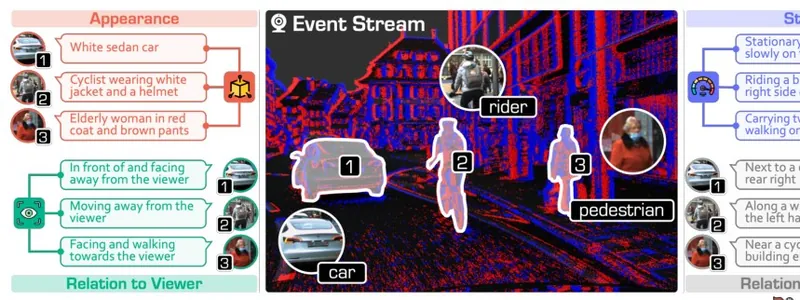 Appearance
1
White sedan car
2
Cyclist wearing white
jacket and a helmet
3
Elderly woman in red
coat and brown pants
In front of and facing
away from the viewer
1
Moving away from the
viewer
2
Facing and walking
towards the viewer
3
Relation to Viewer
Event Stream
rider
1
2
3
pedestrian
car
Stationary
slowly on
Riding a b
right side
Carrying tw
walking on
1
Next to a
rear right
2
Along a w
the left ha
3
Near a cyc
building e
Relation